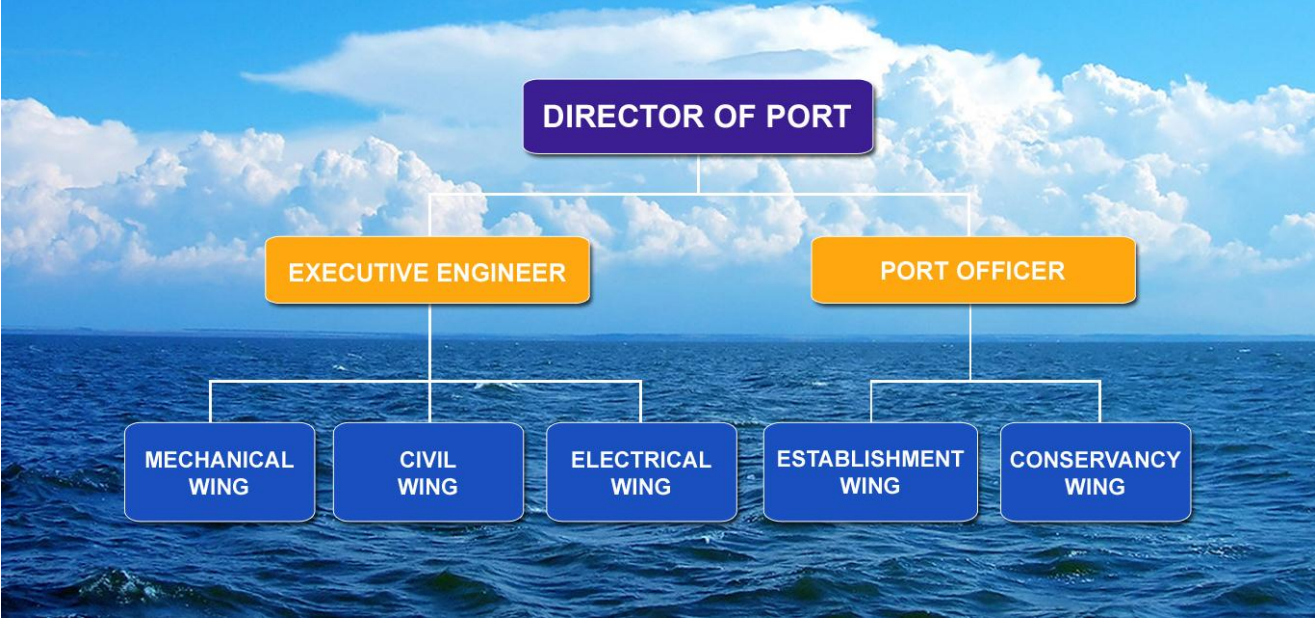 DIRECTOR OF PORT
EXECUTIVE ENGINEER
PORT OFFICER
MECHANICAL
WING
CIVIL
WING
ELECTRICAL
WING
ESTABLISHMENT
WING
CONSERVANCY
WING